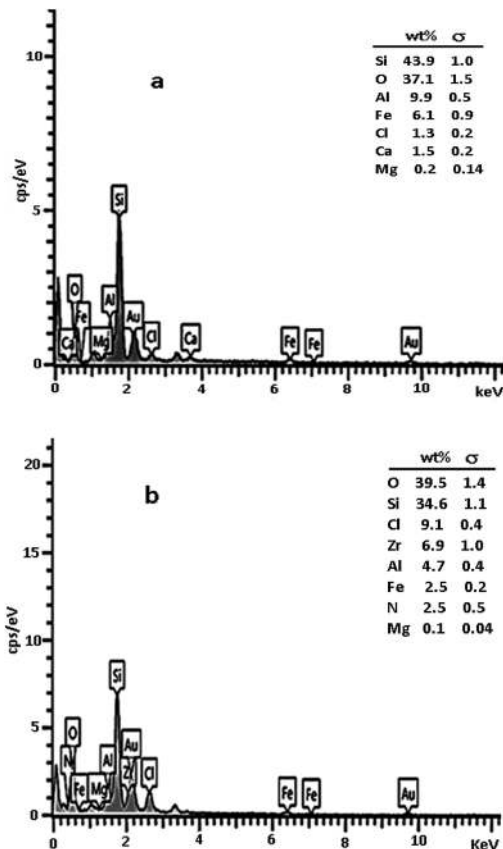 a
wt% σ
Si 43.9 1.0
O 37.1 1.5
Al 9.9 0.5
Fe 6.1 0.9
Cl 1.3 0.2
Ca 1.5 0.2
Mg 0.2 0.14
10
5
0
cps/eV
Si
O Fe Al Au Cl Ca Fe Fe Au
Ca Mg
0 2 4 6 8 10
keV
b
wt% σ
O 39.5 1.4
Si 34.6 1.1
Cl 9.1 0.4
Zr 6.9 1.0
Al 4.7 0.4
Fe 2.5 0.2
N 2.5 0.5
Mg 0.1 0.04
20
15
10
5
0
cps/eV
Si
O Au
N Al Zr Cl
Fe Mg Fe Fe Au
0 2 4 6 8 10
KeV